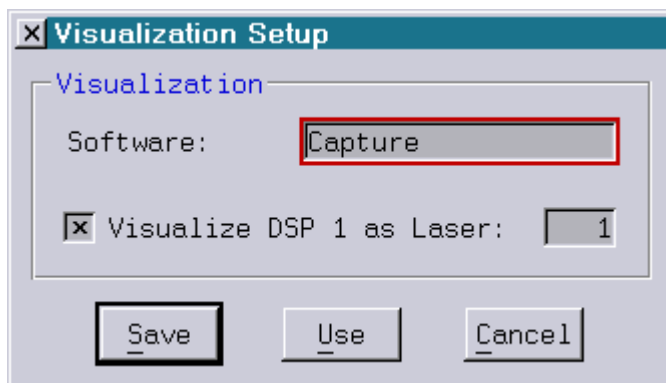 Visualization Setup
Visualization
Software: Capture
Visualize DSP 1 as Laser: 1
Save Use Cancel